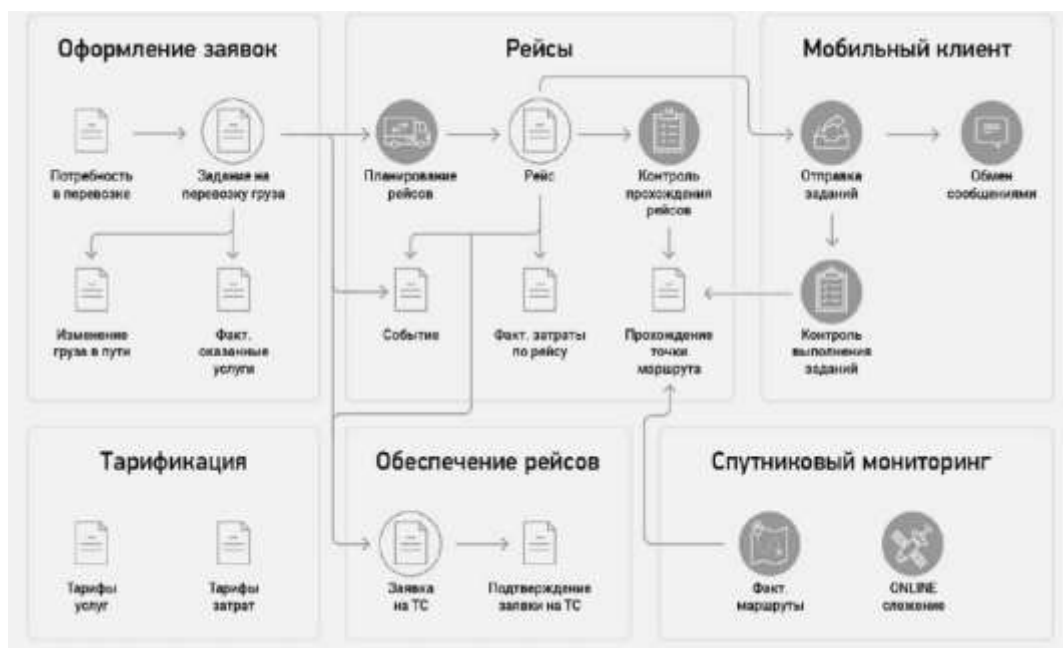 Оформление заявок
Потребность
в перевозке
Задание на
перевозку груза
Изменение
груза в пути
Факт.
оказанные
услуги
Рейсы
Планирование
рейсов
Рейс
Контроль
прохождения
рейсов
Событие
Факт. затраты
по рейсу
Прохождение
точки
маршрута
Мобильный клиент
Отправка
заданий
Обмен
сообщениями
Контроль
выполнения
заданий
Тарификация
Тарифы
услуг
Тарифы
затрат
Обеспечение рейсов
Заявка
на ТС
Подтверждение
заявки на ТС
Спутниковый мониторинг
Факт.
маршруты
ONLINE
слежение